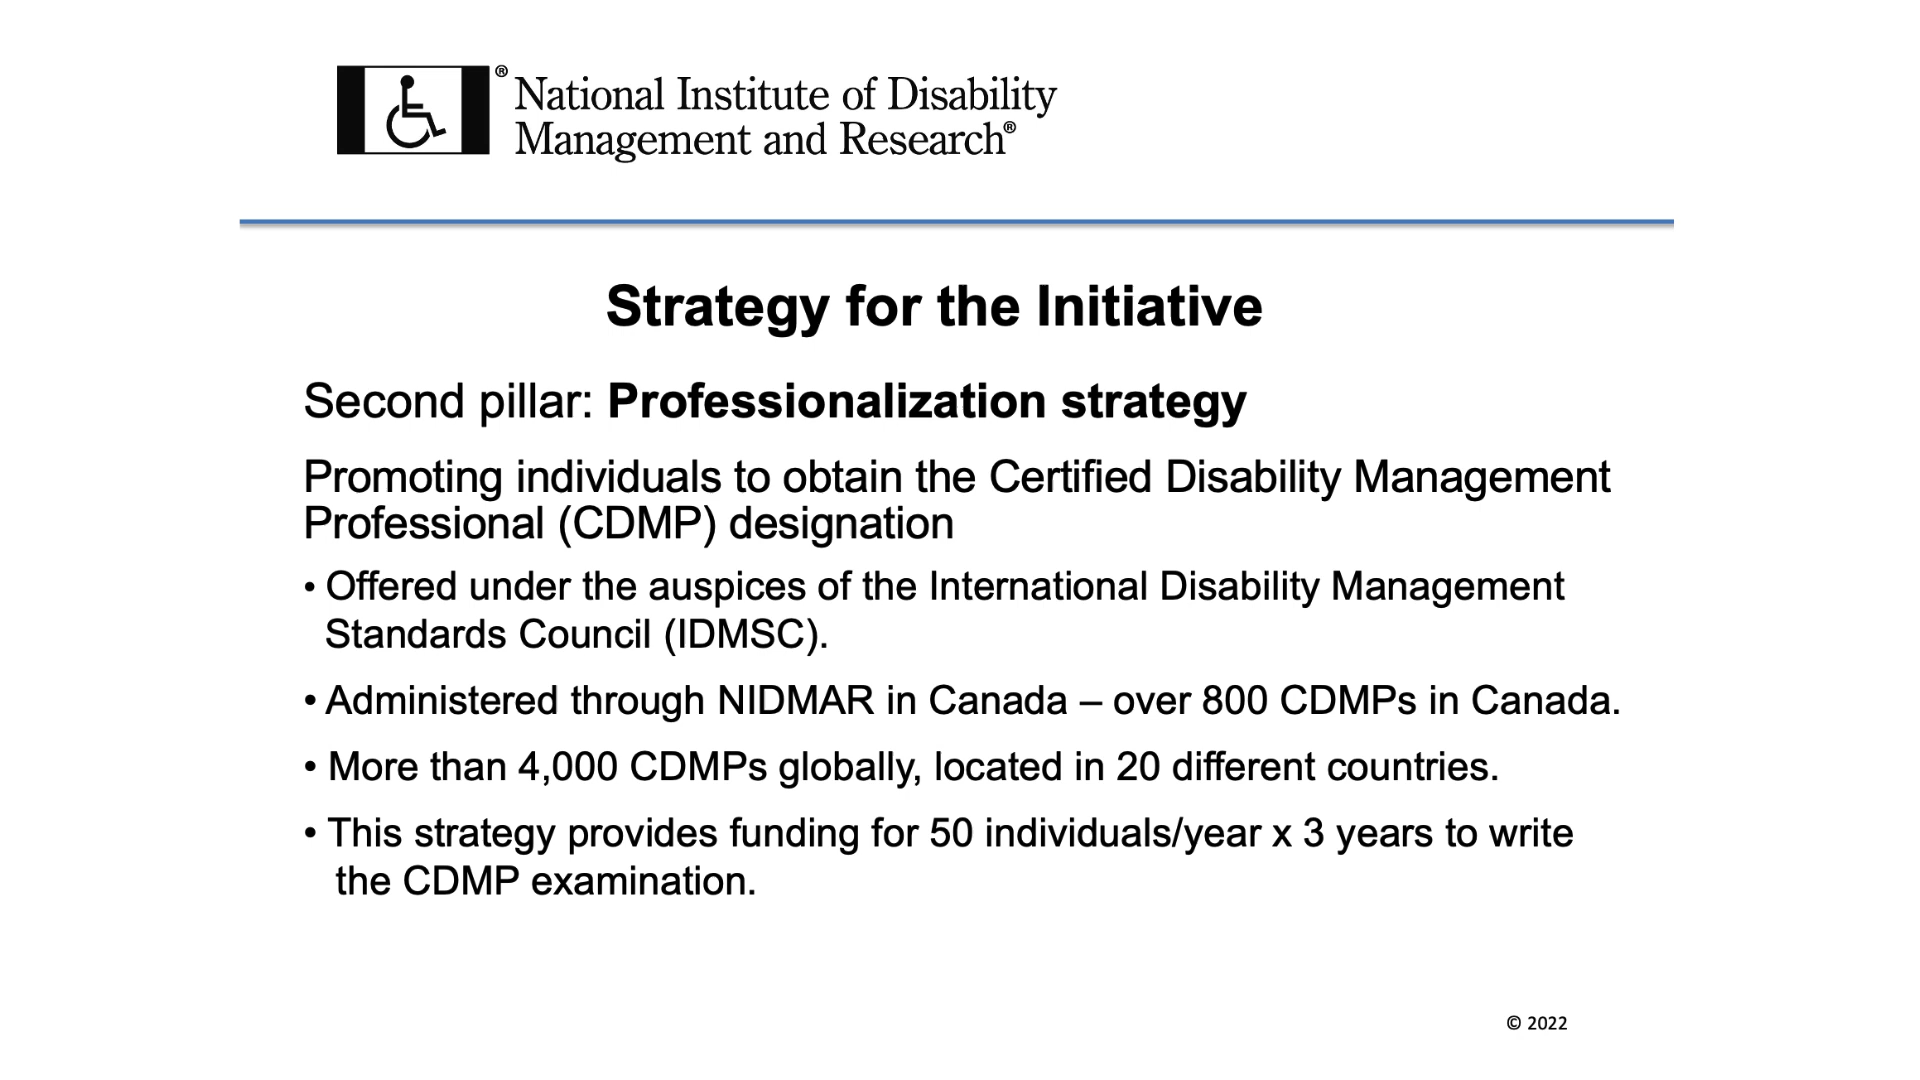 ® National Institute of Disability
Management and Research®
Strategy for the Initiative
Second pillar: Professionalization strategy
Promoting individuals to obtain the Certified Disability Management
Professional (CDMP) designation
• Offered under the auspices of the International Disability Management
Standards Council (IDMSC).
• Administered through NIDMAR in Canada – over 800 CDMPs in Canada.
• More than 4,000 CDMPs globally, located in 20 different countries.
• This strategy provides funding for 50 individuals/year x 3 years to write
the CDMP examination.
© 2022